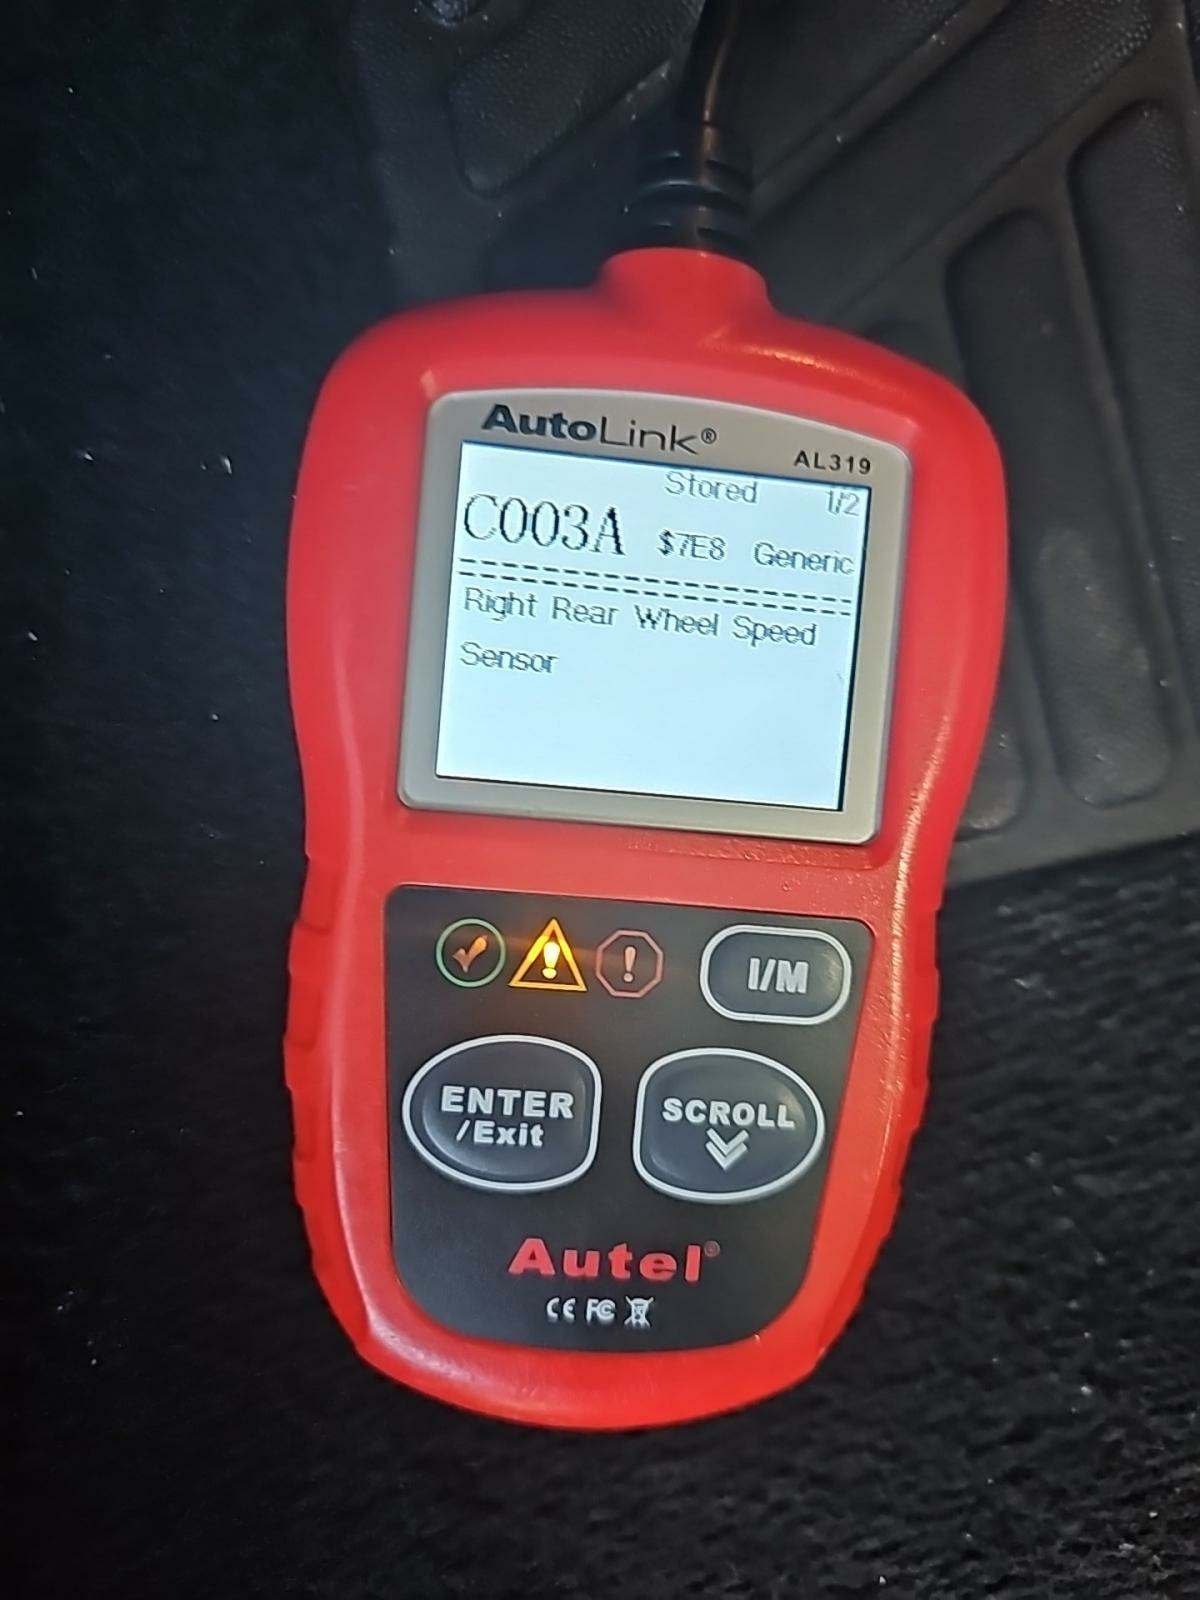 AutoLink®
AL319
Stored 1/2
C003A $7E8 Generic
Right Rear Wheel Speed
Sensor
I/M
ENTER
/Exit
SCROLL
Autel®
CE FC